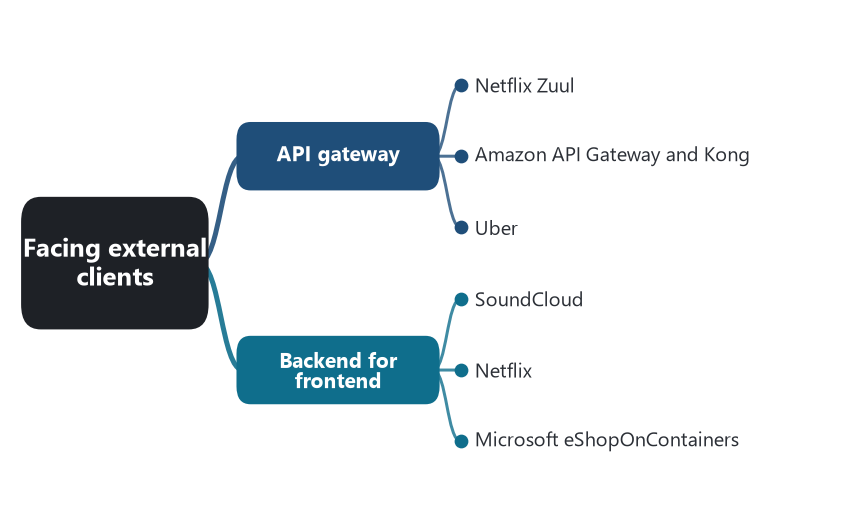 Facing external
clients
API gateway
Netflix Zuul
Amazon API Gateway and Kong
Uber
Backend for
frontend
SoundCloud
Netflix
Microsoft eShopOnContainers